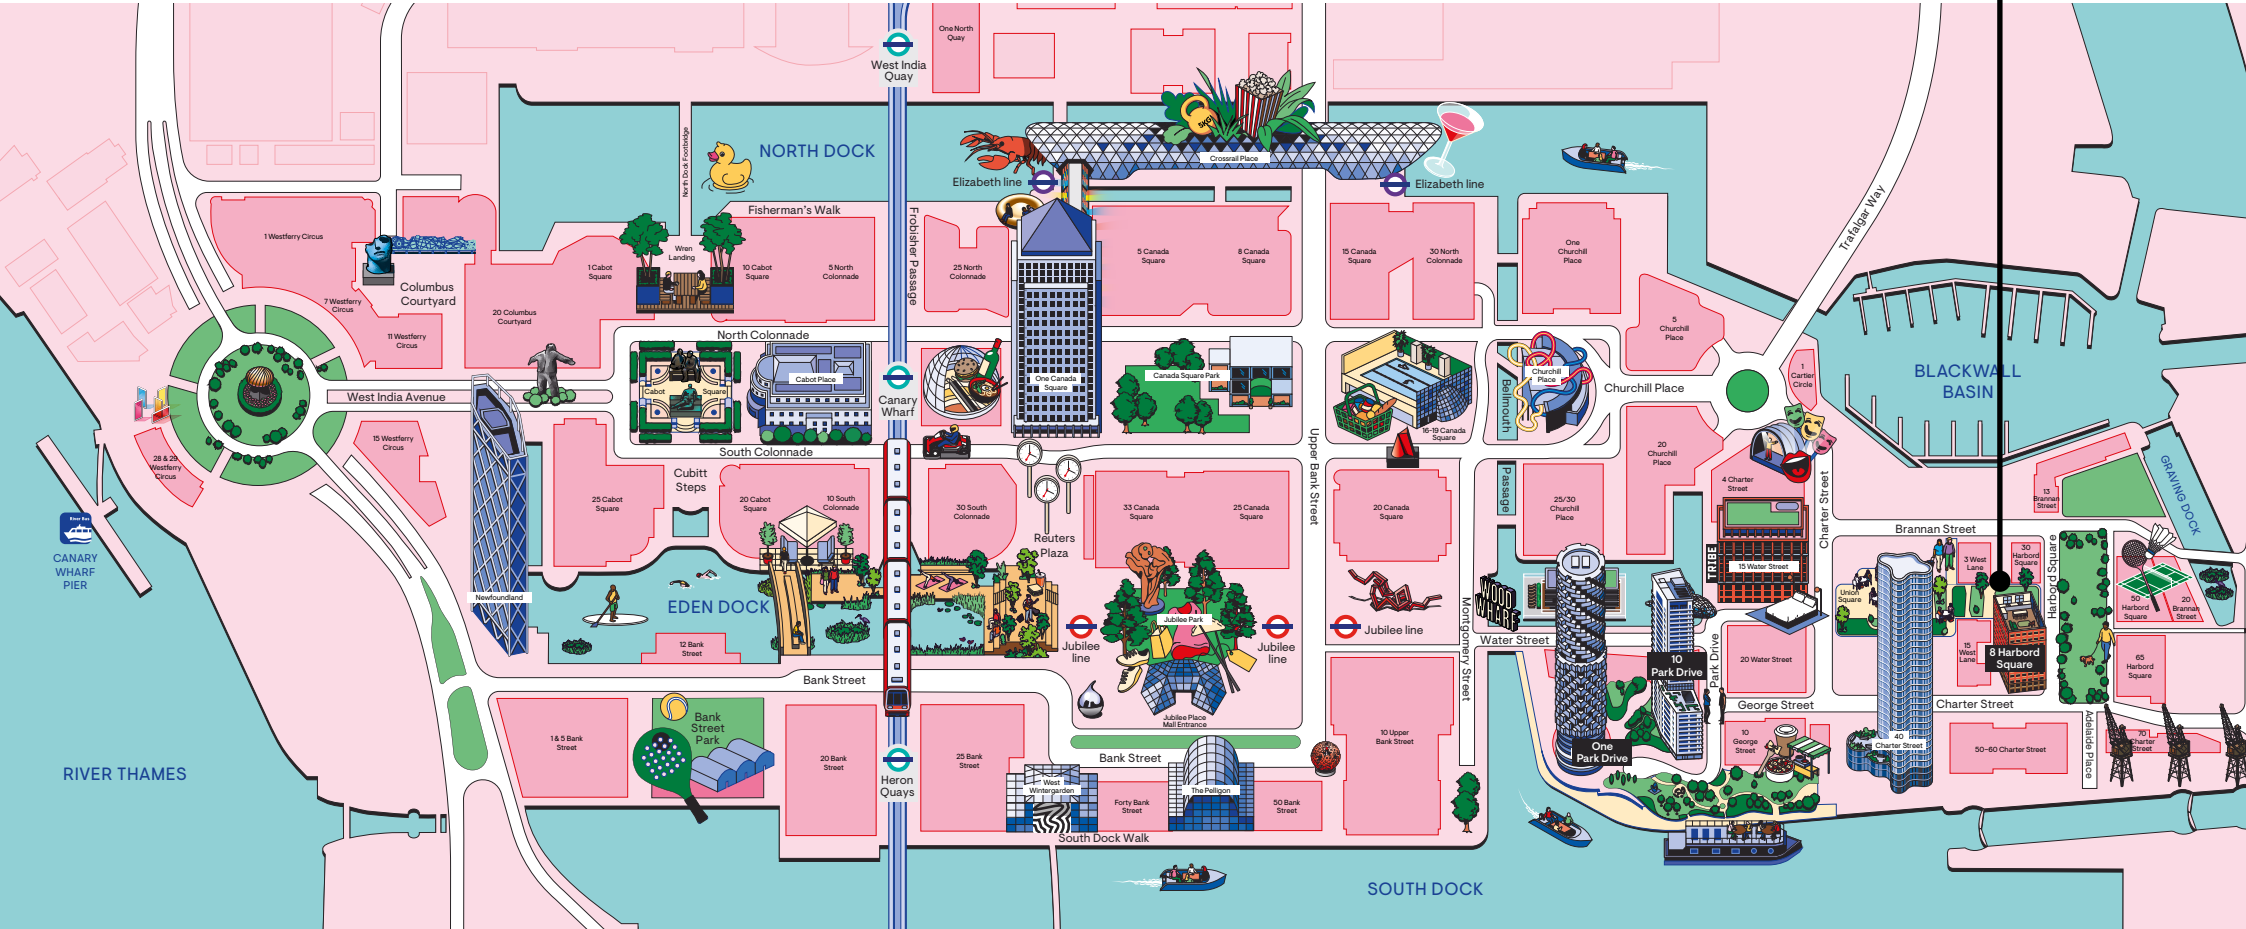 One North
Quay
West India
Quay
North Dock Footbridge
NORTH DOCK
5KG
Crossrail Place
Elizabeth line
Elizabeth line
Fisherman's Walk
Frobisher Passage
Trafalgar Way
1 Westferry Circus
Columbus
Courtyard
7 Westferry
Circus
11 Westferry
Circus
20 Columbus
Courtyard
1 Cabot
Square
Wren
Landing
10 Cabot
Square
5 North
Colonnade
25 North
Colonnade
5 Canada
Square
8 Canada
Square
15 Canada
Square
30 North
Colonnade
One
Churchill
Place
5
Churchill
Place
1
Cartier
Circle
BLACKWALL
BASIN
North Colonnade
Cabot
Square
Cabot Place
Canary
Wharf
One Canada
Square
Canada Square Park
16-19 Canada
Square
Churchill
Place
Churchill Place
Bellmouth
Passage
West India Avenue
South Colonnade
15 Westferry
Circus
28 & 29
Westferry
Circus
River Bus
CANARY
WHARF
PIER
Newfoundland
25 Cabot
Square
Cubitt
Steps
20 Cabot
Square
10 South
Colonnade
30 South
Colonnade
Reuters
Plaza
33 Canada
Square
25 Canada
Square
Upper Bank Street
20 Canada
Square
25/30
Churchill
Place
20
Churchill
Place
4 Charter
Street
Charter Street
TRIBE
15 Water Street
13
Brannan
Street
GRAVING DOCK
Brannan Street
3 West
Lane
30
Harbord
Square
Harbord Square
Union
Square
50
Harbord
Square
20
Brannan
Street
EDEN DOCK
12 Bank
Street
Jubilee
line
Jubilee Park
Jubilee
line
Jubilee line
Montgomery Street
WOOD
WHARF
Water Street
10
Park Drive
Park Drive
20 Water Street
15
West
Lane
8 Harbord
Square
65
Harbord
Square
Bank Street
Jubilee Place
Mall Entrance
Bank Street
George Street
Charter Street
Adelaide Place
70
Charter
Street
10
George
Street
40
Charter Street
50-60 Charter Street
One
Park Drive
RIVER THAMES
1 & 5 Bank
Street
Bank
Street
Park
20 Bank
Street
Heron
Quays
25 Bank
Street
West
Wintergarden
Forty Bank
Street
The Pelligon
50 Bank
Street
10 Upper
Bank Street
South Dock Walk
SOUTH DOCK